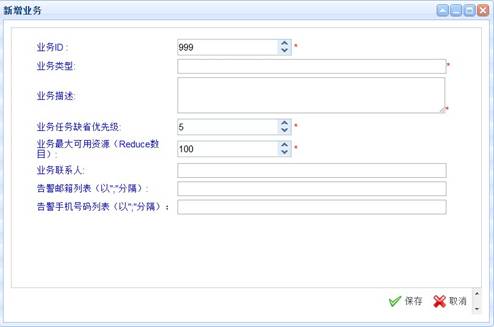 新增业务
业务ID : 999 *
业务类型: *
业务描述: *
业务任务缺省优先级: 5 *
业务最大可用资源（Reduce数
目）: 100 *
业务联系人:
告警邮箱列表（以";"分隔）:
告警手机号码列表（以";"分隔）:
保存 取消